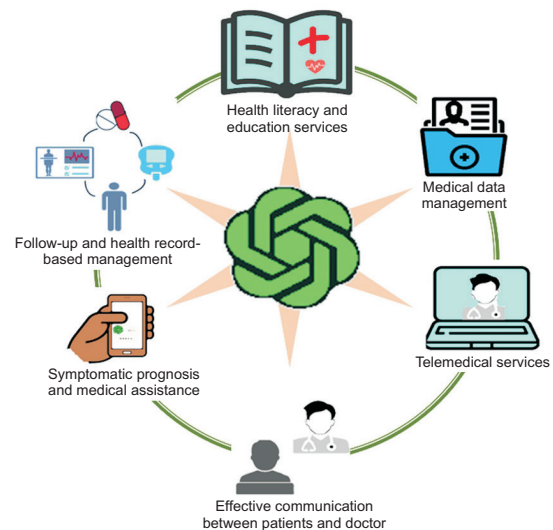 Health literacy and
education services
Medical data
management
Telemedical services
Effective communication
between patients and doctor
Symptomatic prognosis
and medical assistance
Follow-up and health record-
based management